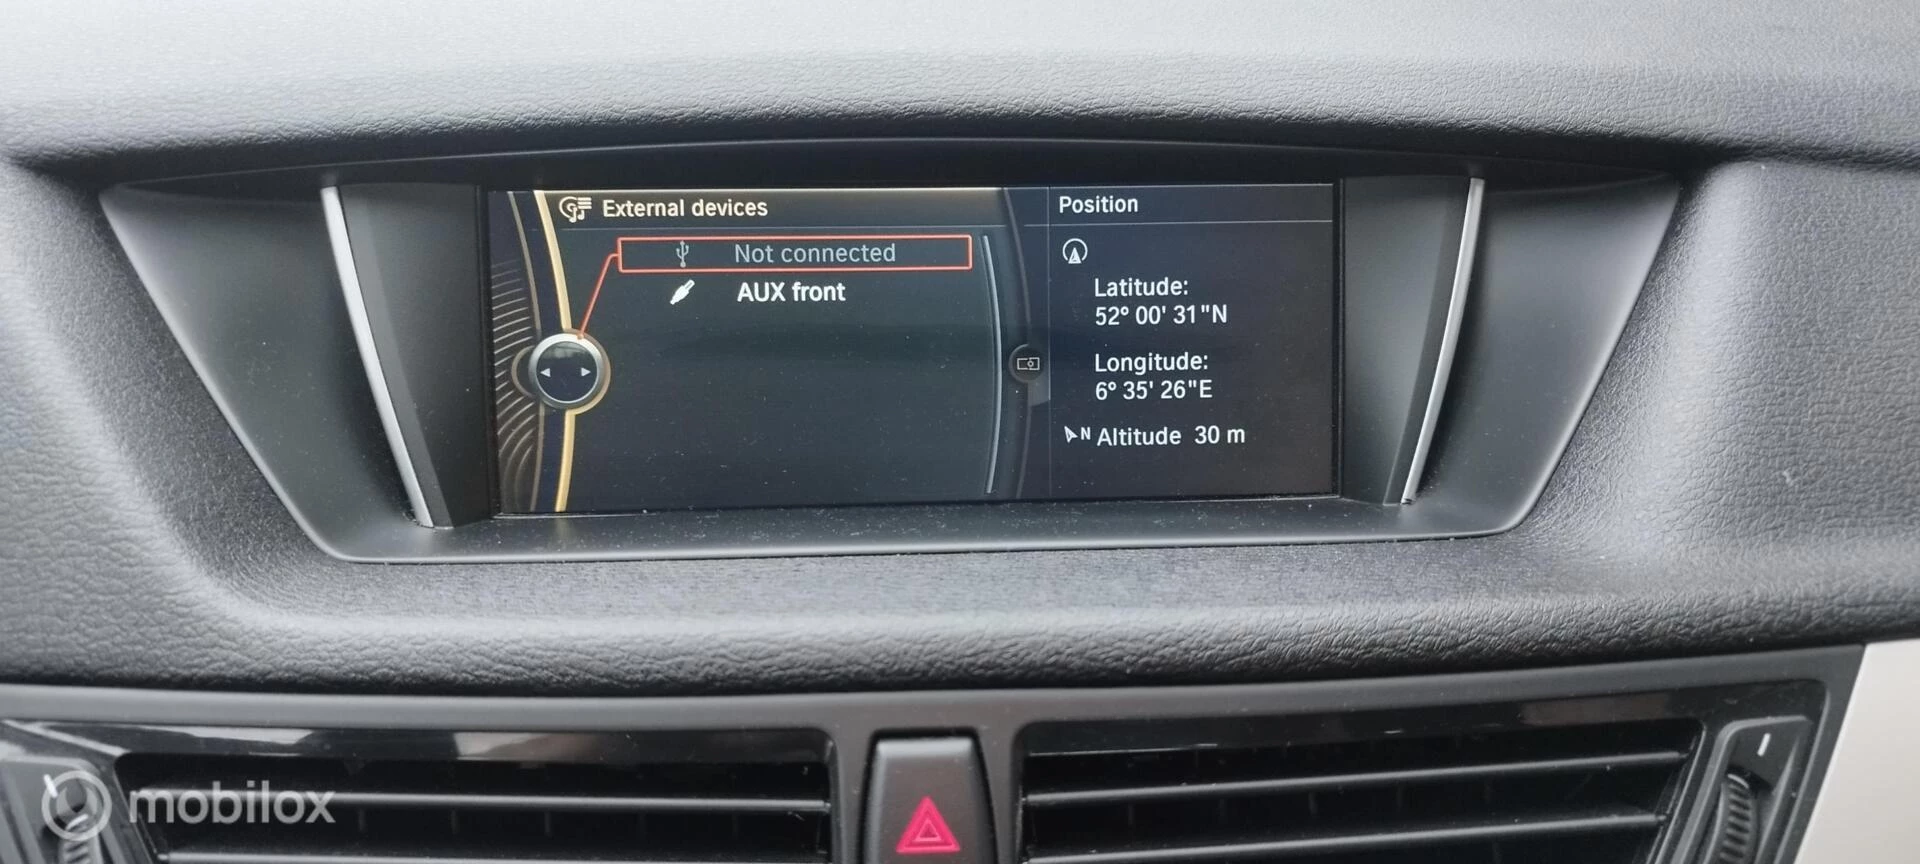 External devices
Not connected
AUX front
Position
Latitude:
52° 00' 31"N
Longitude:
6° 35' 26"E
N Altitude 30 m
mobilox